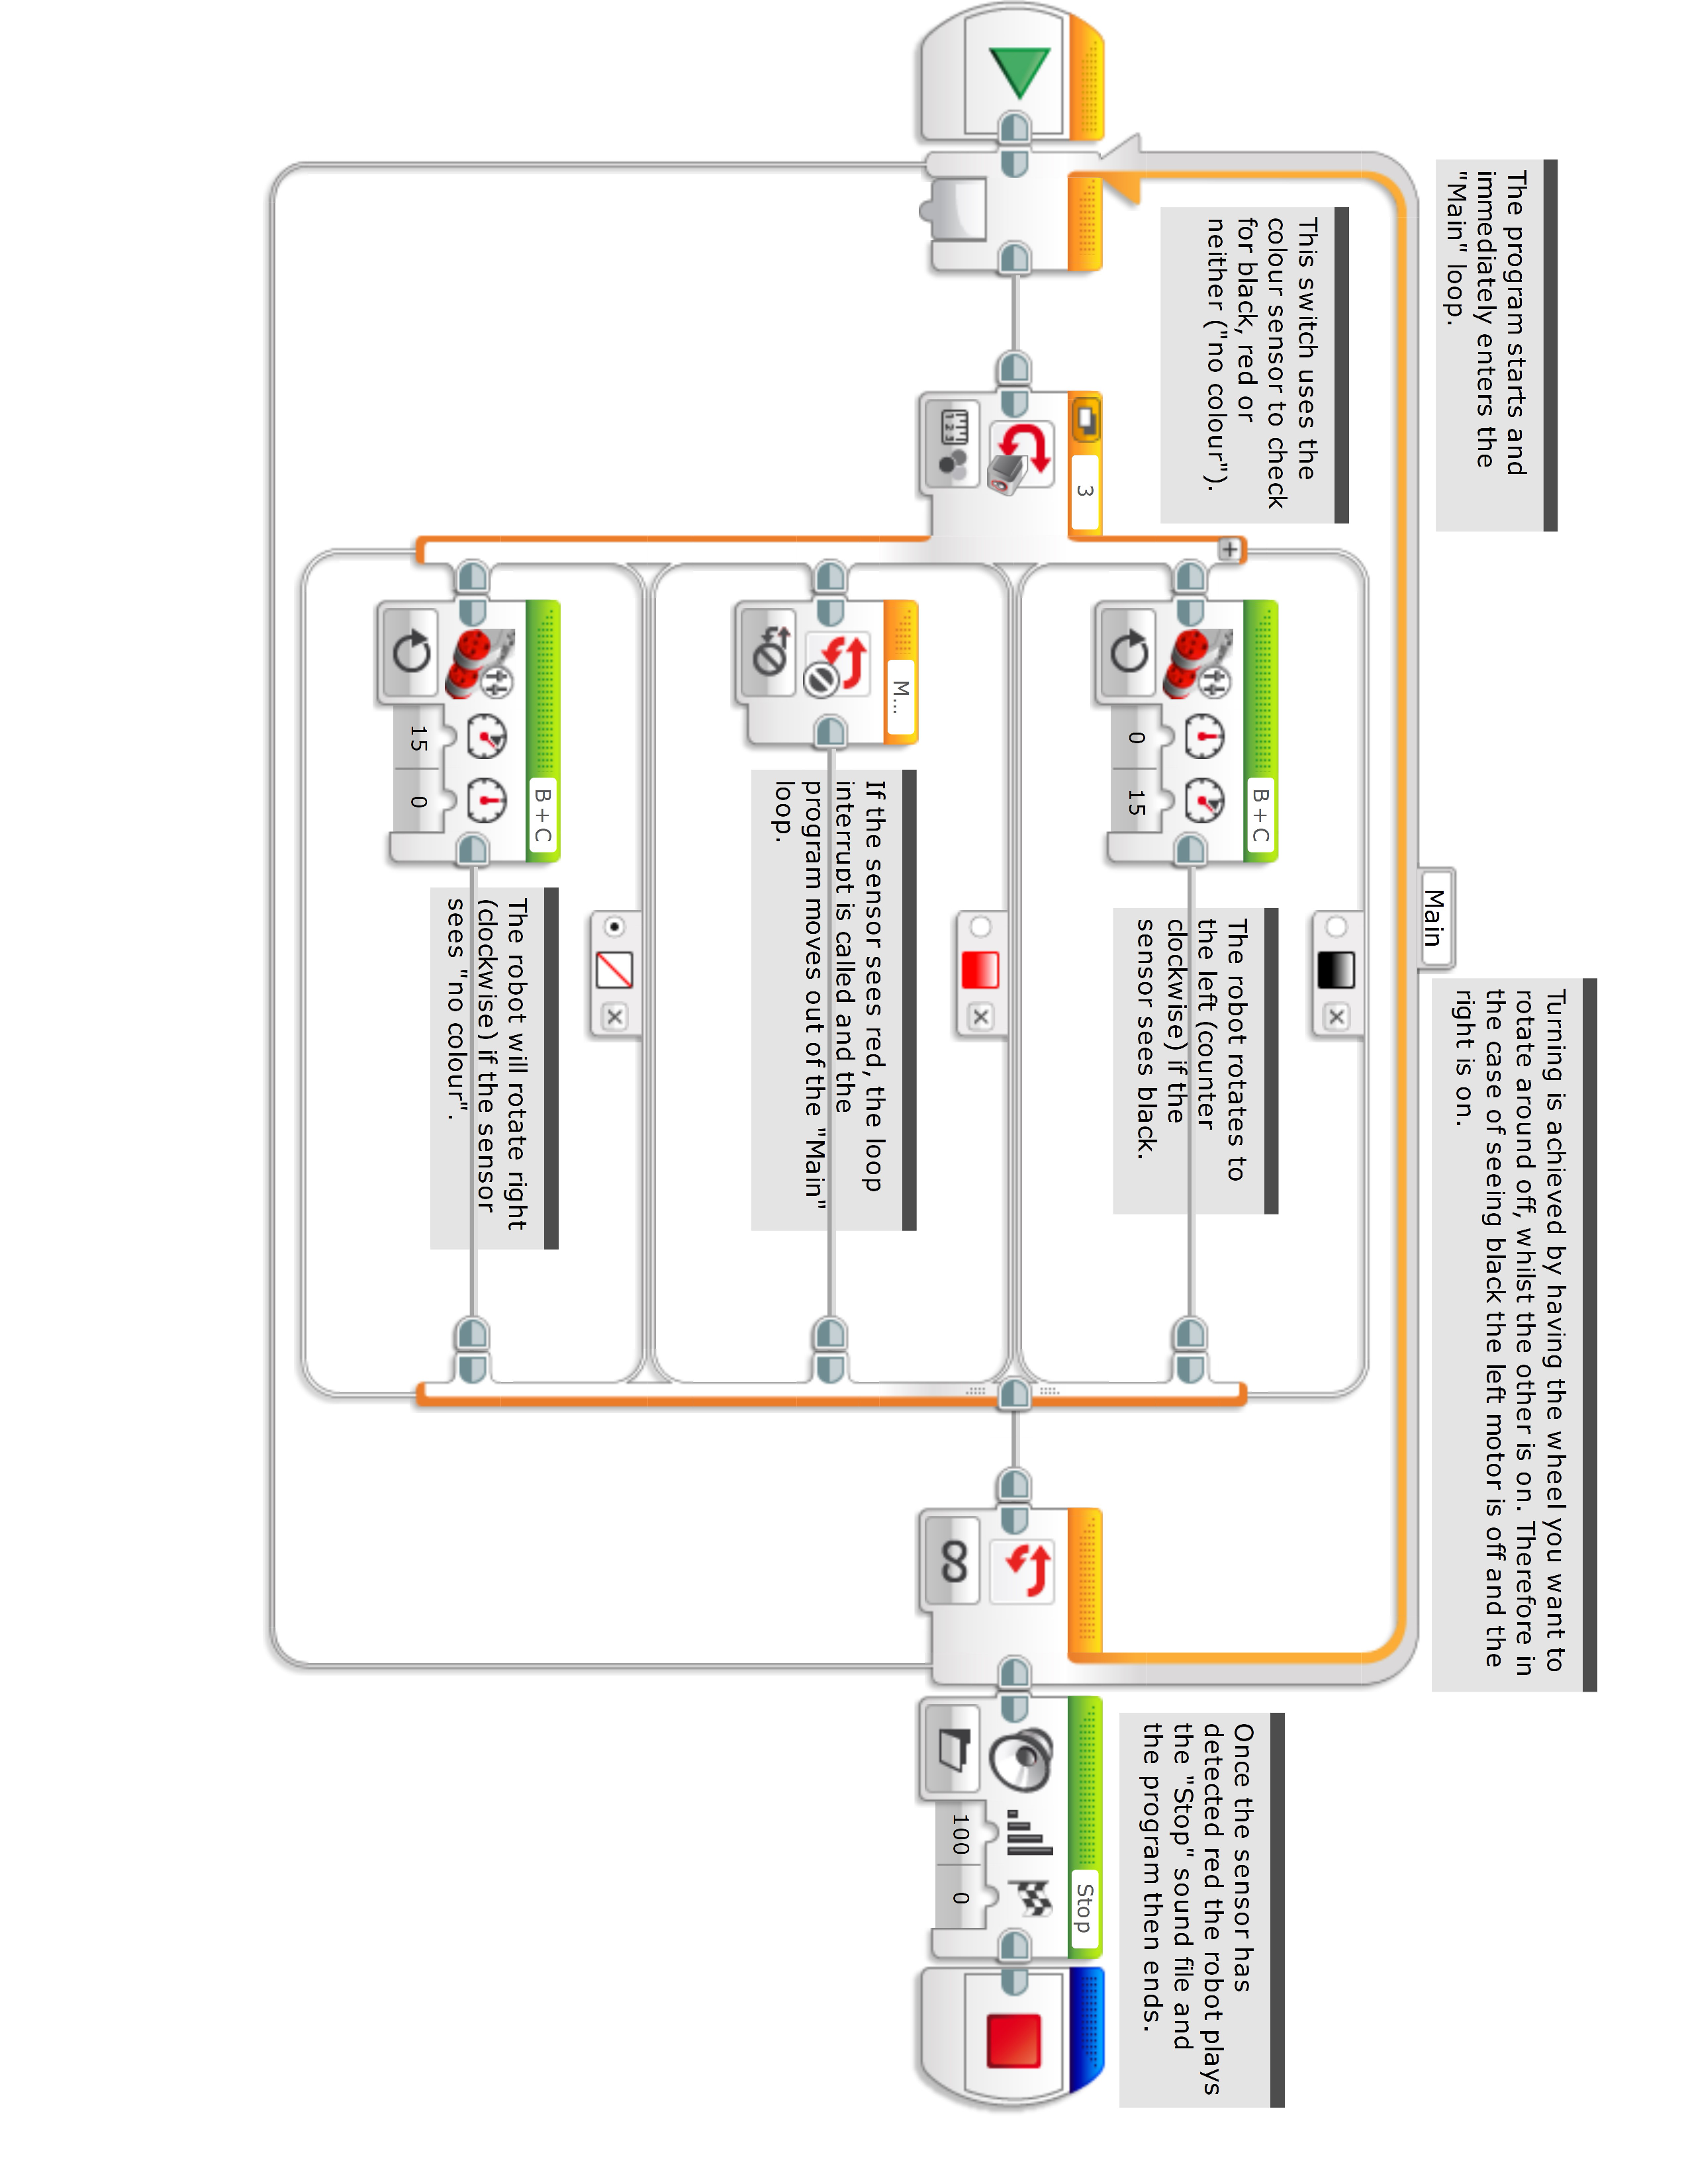 The program starts and
immediately enters the
"Main" loop.
Main
Turning is achieved by having the wheel you want to
rotate around off, whilst the other is on. Therefore in
the case of seeing black the left motor is off and the
right is on.
This switch uses the
colour sensor to check
for black, red or
neither ("no colour").
3
B+C
0 15
The robot rotates to
the left (counter
clockwise) if the
sensor sees black.
M...
If the sensor sees red, the loop
interrupt is called and the
program moves out of the "Main"
loop.
B+C
15 0
The robot will rotate right
(clockwise) if the sensor
sees "no colour".
Once the sensor has
detected red the robot plays
the "Stop" sound file and
the program then ends.
Stop
100 0